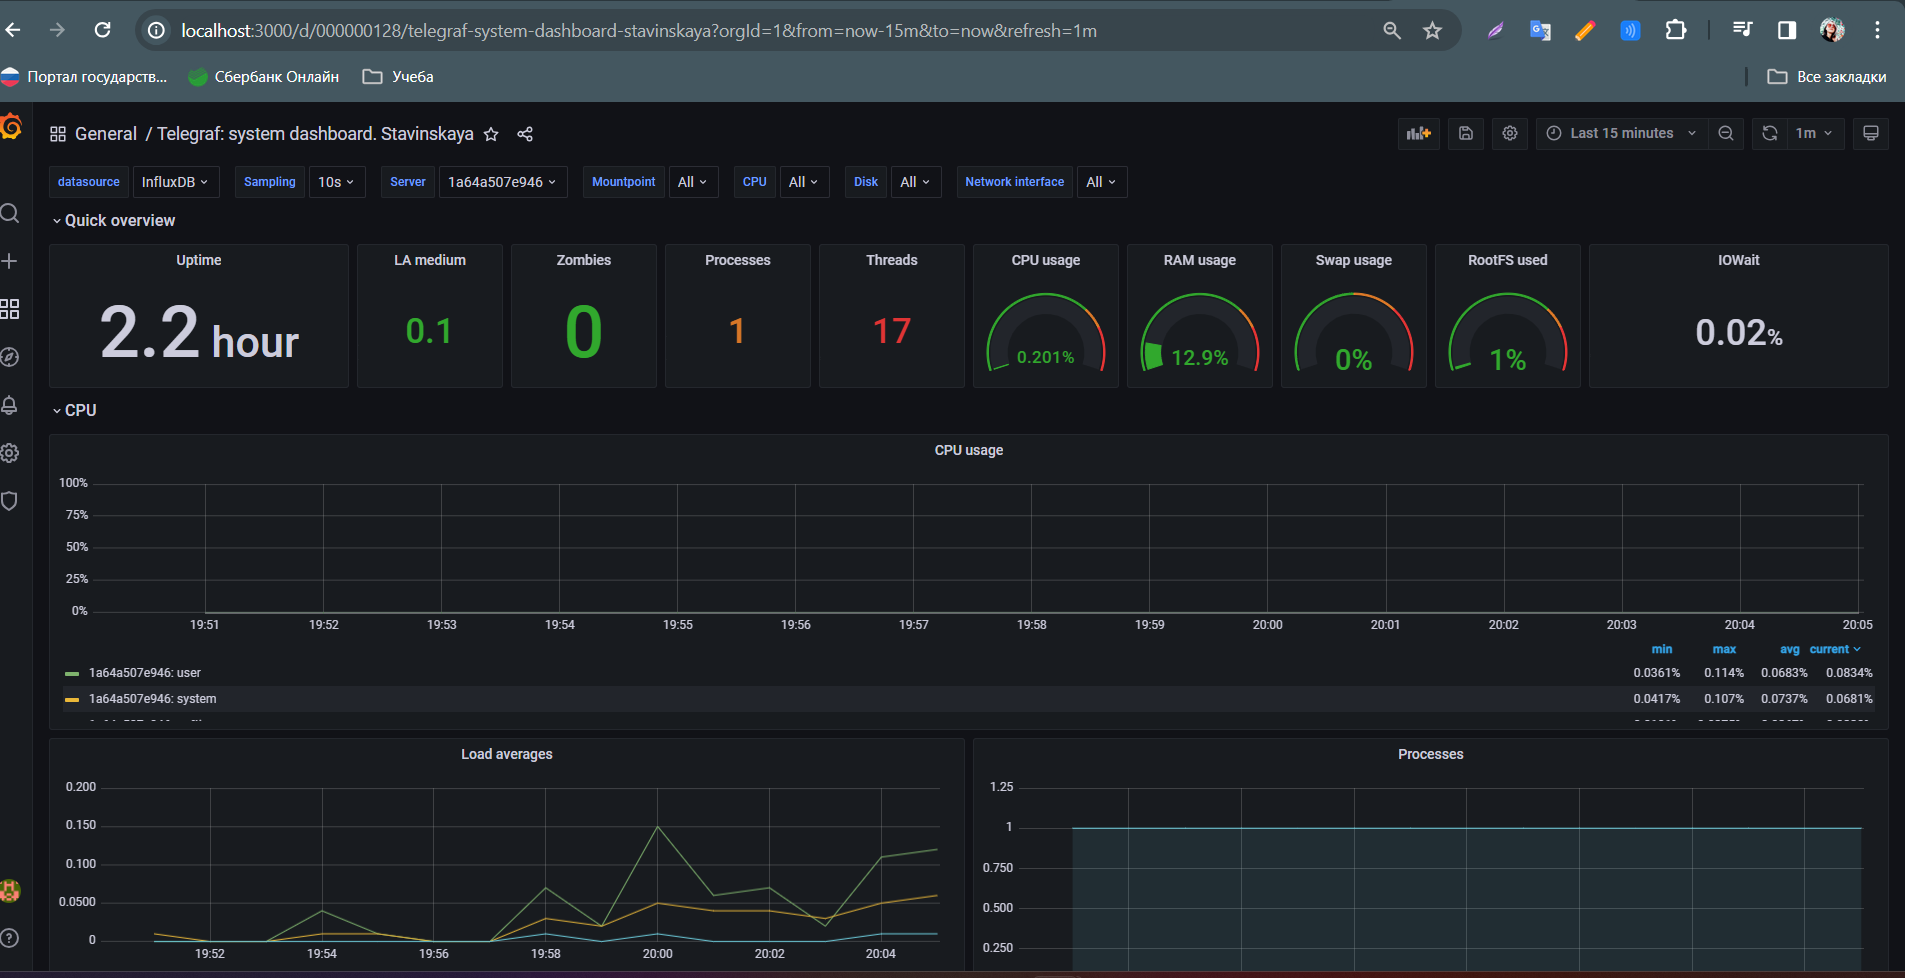 localhost:3000/d/000000128/telegraf-system-dashboard-stavinskaya?orgId=1&from=now-15m&to=now&refresh=1m
Портал государств... Сбербанк Онлайн Учеба Все закладки
General / Telegraf: system dashboard. Stavinskaya Last 15 minutes 1m
datasource InfluxDB Sampling 10s Server 1a64a507e946 Mountpoint All CPU All Disk All Network interface All
Quick overview
Uptime LA medium Zombies Processes Threads CPU usage RAM usage Swap usage RootFS used IOWait
2.2 hour 0.1 0 1 17 0.201% 12.9% 0% 1% 0.02%
CPU
CPU usage
100%
75%
50%
25%
0%
19:51 19:52 19:53 19:54 19:55 19:56 19:57 19:58 19:59 20:00 20:01 20:02 20:03 20:04 20:05
min max avg current
1a64a507e946: user 0.0361% 0.114% 0.0683% 0.0834%
1a64a507e946: system 0.0417% 0.107% 0.0737% 0.0681%
Load averages
0.200
0.150
0.100
0.0500
0
19:52 19:54 19:56 19:58 20:00 20:02 20:04
Processes
1.25
1
0.750
0.500
0.250